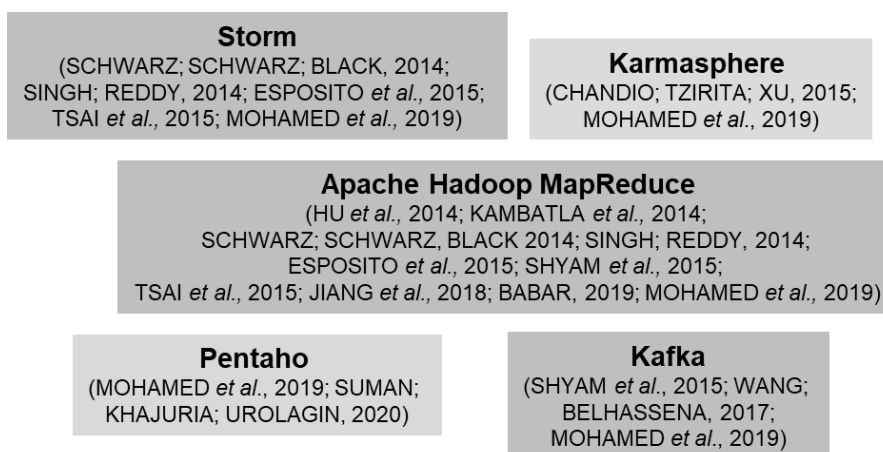 Storm
(SCHWARZ; SCHWARZ; BLACK, 2014;
SINGH; REDDY, 2014; ESPOSITO et al., 2015;
TSAI et al., 2015; MOHAMED et al., 2019)
Karmasphere
(CHANDIO; TZIRITA; XU, 2015;
MOHAMED et al., 2019)
Apache Hadoop MapReduce
(HU et al., 2014; KAMBATLA et al., 2014;
SCHWARZ; SCHWARZ, BLACK 2014; SINGH; REDDY, 2014;
ESPOSITO et al., 2015; SHYAM et al., 2015;
TSAI et al., 2015; JIANG et al., 2018; BABAR, 2019; MOHAMED et al., 2019)
Pentaho
(MOHAMED et al., 2019; SUMAN;
KHAJURIA; UROLAGIN, 2020)
Kafka
(SHYAM et al., 2015; WANG;
BELHASSENA, 2017;
MOHAMED et al., 2019)